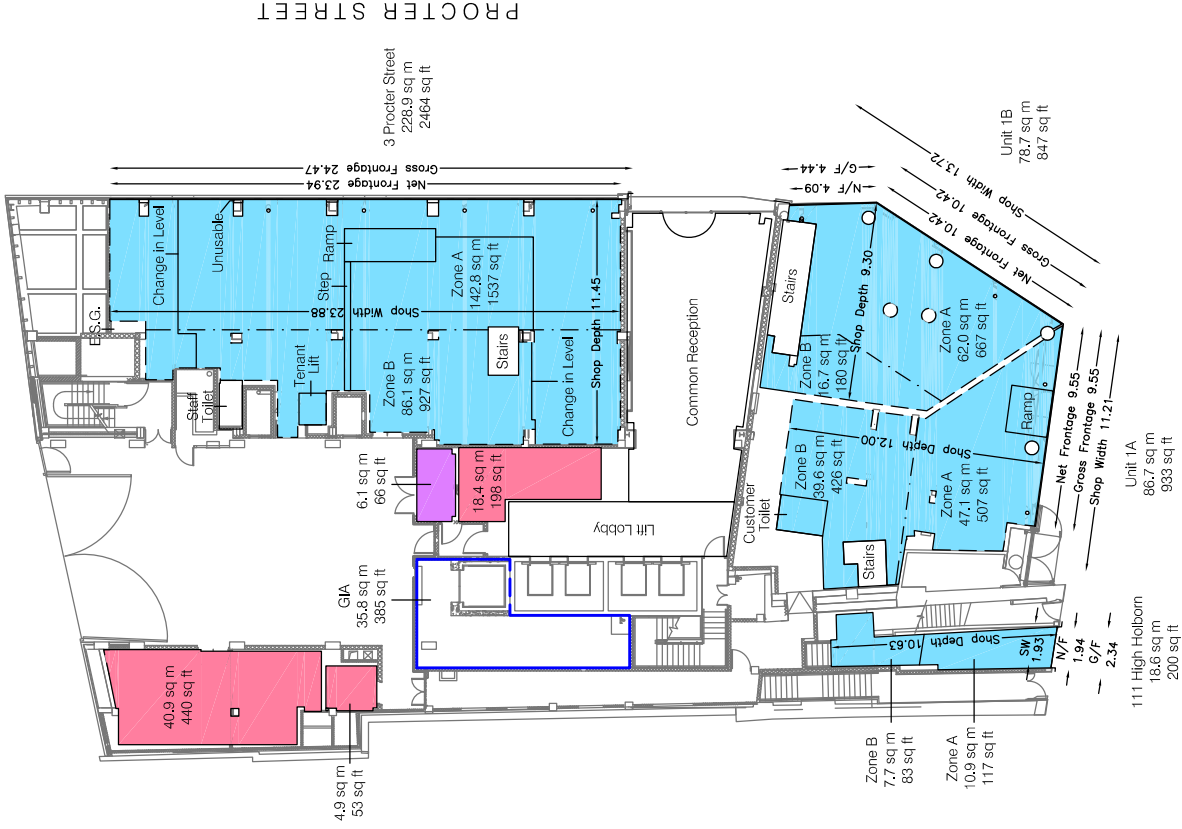 PROCTER STREET
3 Procter Street
228.9 sq m
2464 sq ft
Gross Frontage 24.47
Net Frontage 23.94
E.S.G.
Change in Level
Unusable
Step
Ramp
Zone A
142.8 sq m
1537 sq ft
Shop Width 23.88
Shop Depth 11.45
Stairs
Zone B
86.1 sq m
927 sq ft
Change in Level
Tenant
Lift
Staff
Toilet
6.1 sq m
66 sq ft
18.4 sq m
198 sq ft
Common Reception
Lift Lobby
GIA
35.8 sq m
385 sq ft
40.9 sq m
440 sq ft
4.9 sq m
53 sq ft
Unit 1B
78.7 sq m
847 sq ft
G/F 4.44
N/F 4.09
Shop Width 13.72
Gross Frontage 10.42
Net Frontage 10.42
Stairs
Shop Depth 9.30
Zone B
16.7 sq m
180 sq ft
Zone A
62.0 sq m
667 sq ft
Ramp
Shop Depth 12.00
Zone B
39.6 sq m
426 sq ft
Zone A
47.1 sq m
507 sq ft
Customer
Toilet
Stairs
Net Frontage 9.55
Gross Frontage 9.55
Shop Width 11.21
Unit 1A
86.7 sq m
933 sq ft
Shop Depth
10.63
SW
1.93
N/F
1.94
G/F
2.34
111 High Holborn
18.6 sq m
200 sq ft
Zone B
7.7 sq m
83 sq ft
Zone A
10.9 sq m
117 sq ft